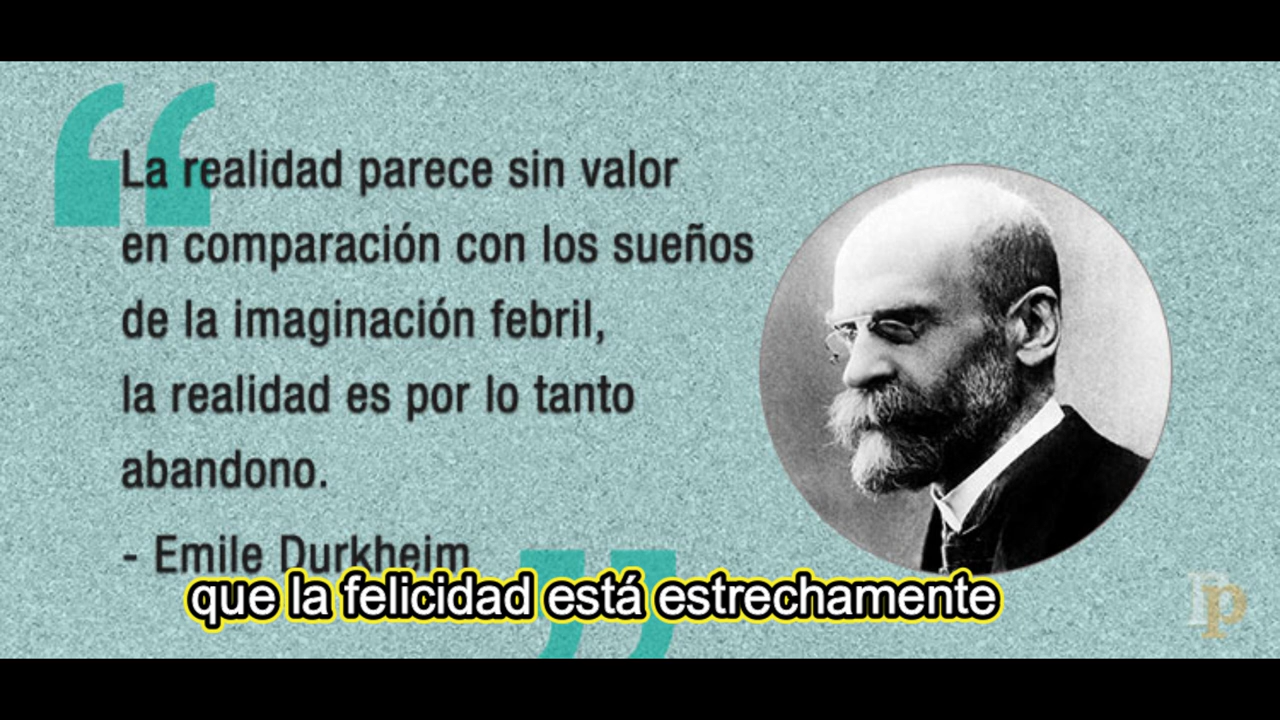 La realidad parece sin valor
en comparación con los sueños
de la imaginación febril,
la realidad es por lo tanto
abandono.
- Emile Durkheim
que la felicidad está estrechamente
Pp